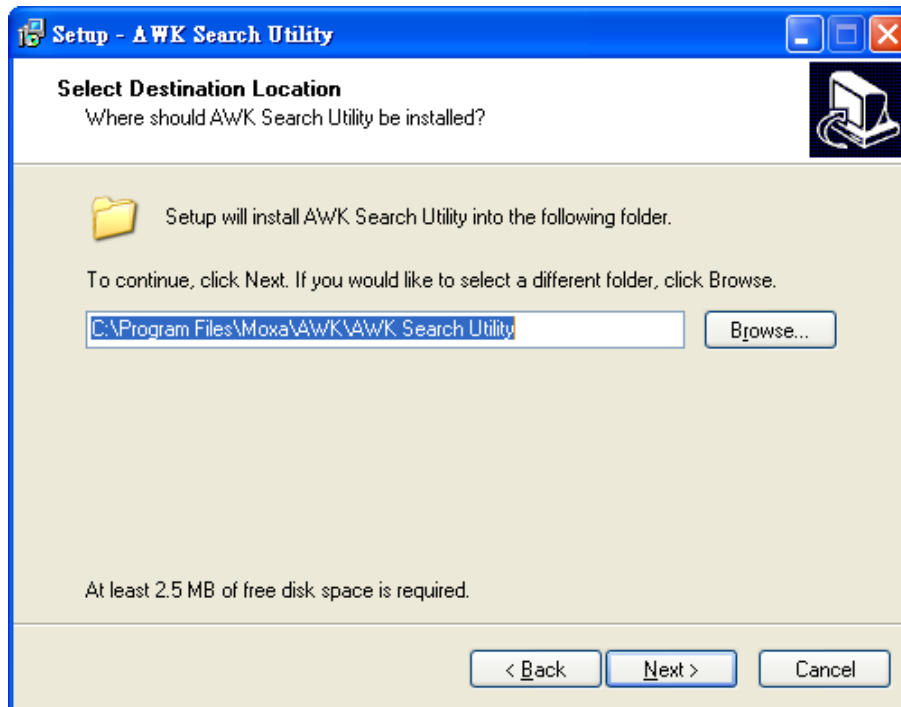 Setup - AWK Search Utility
Select Destination Location
Where should AWK Search Utility be installed?
Setup will install AWK Search Utility into the following folder.
To continue, click Next. If you would like to select a different folder, click Browse.
C:\Program Files\Moxa\AWK\AWK Search Utility
Browse...
At least 2.5 MB of free disk space is required.
< Back
Next >
Cancel